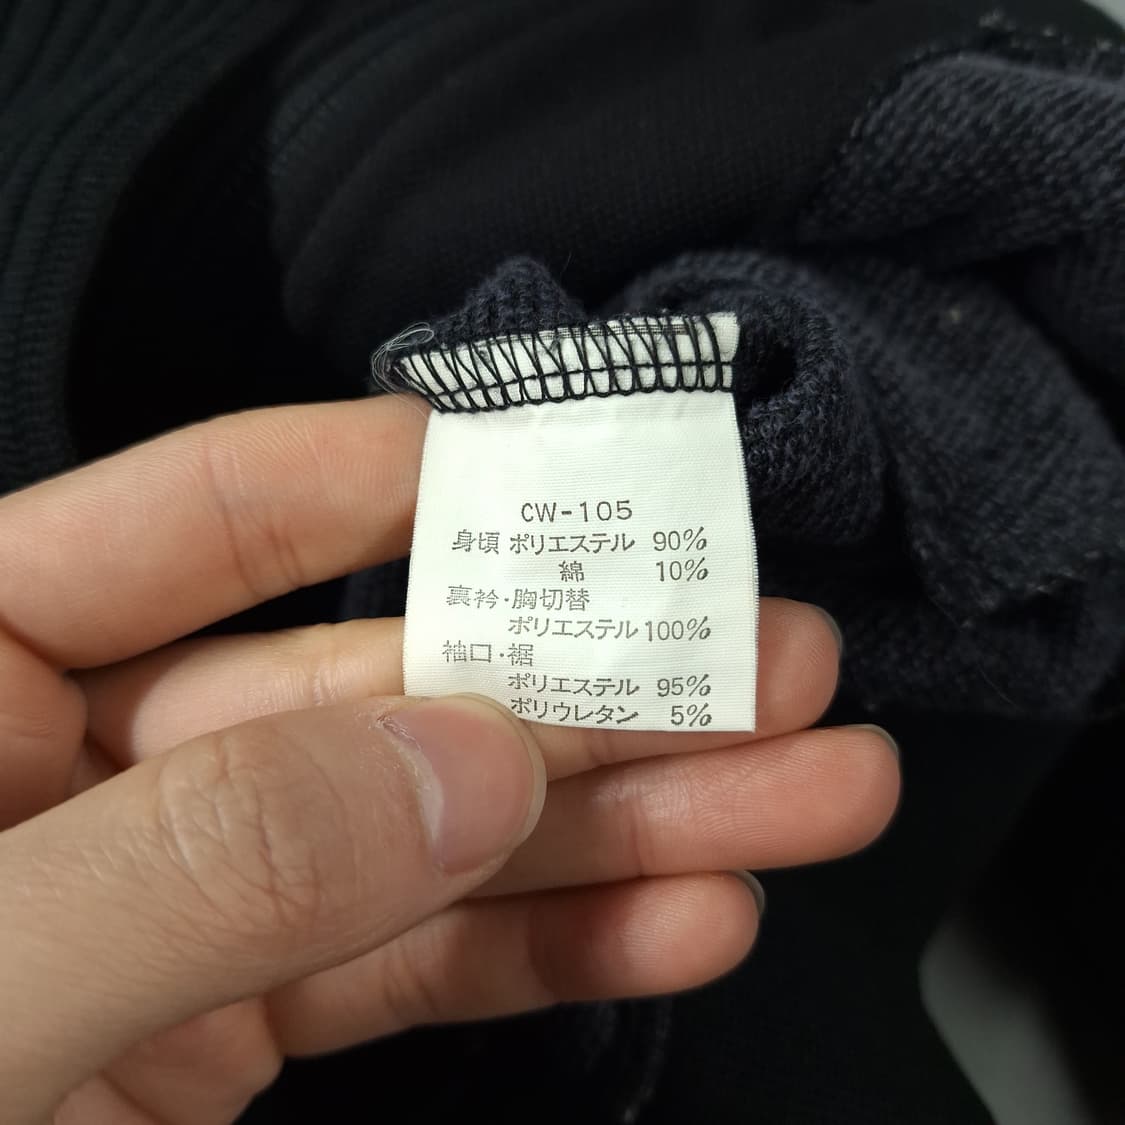 CW-105
身頃 ポリエステル 90%
綿 10%
裏衿・胸切替
ポリエステル 100%
袖口・裾
ポリエステル 95%
ポリウレタン 5%